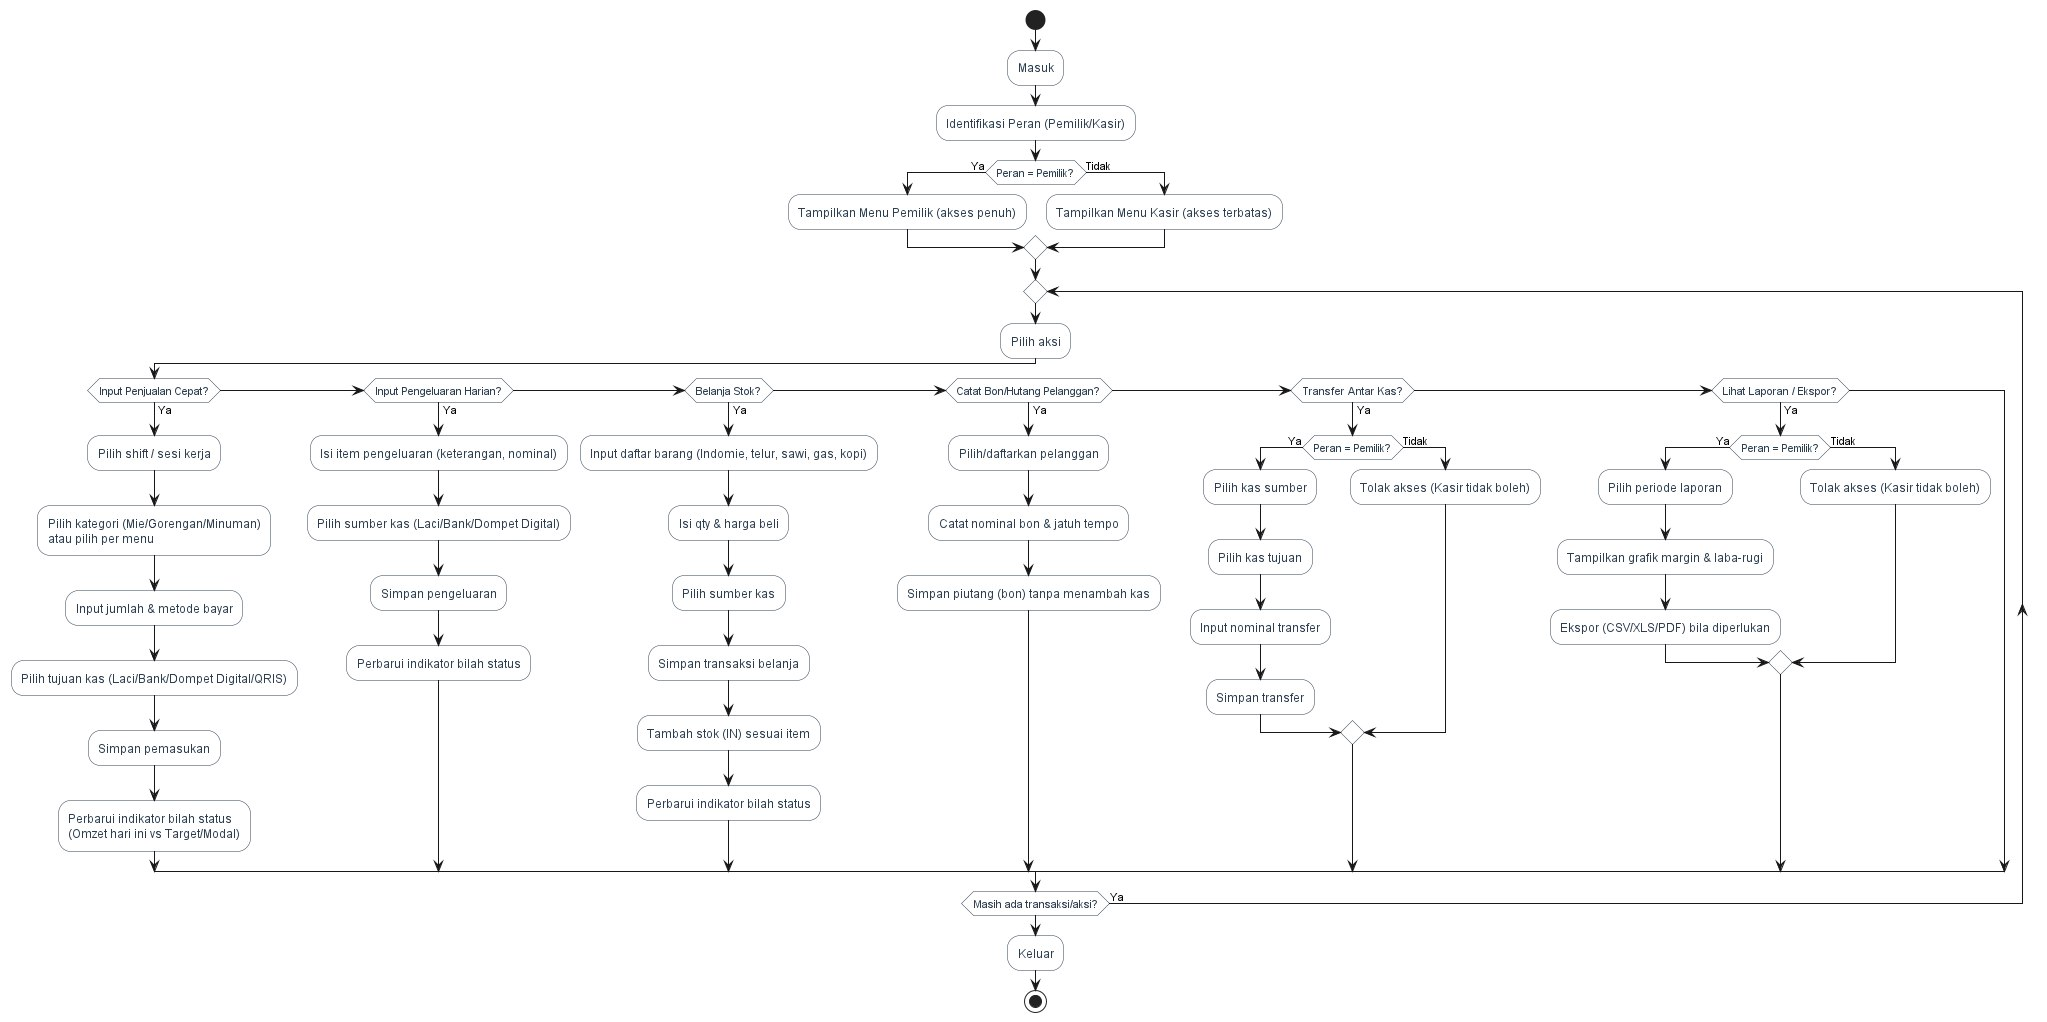 Masuk
Identifikasi Peran (Pemilik/Kasir)
Ya
Peran = Pemilik?
Tidak
Tampilkan Menu Pemilik (akses penuh)
Tampilkan Menu Kasir (akses terbatas)
Pilih aksi
Input Penjualan Cepat?
Ya
Pilih shift / sesi kerja
Pilih kategori (Mie/Gorengan/Minuman)
atau pilih per menu
Input jumlah & metode bayar
Pilih tujuan kas (Laci/Bank/Dompet Digital/QRIS)
Simpan pemasukan
Perbarui indikator bilah status
(Omzet hari ini vs Target/Modal)
Input Pengeluaran Harian?
Ya
Isi item pengeluaran (keterangan, nominal)
Pilih sumber kas (Laci/Bank/Dompet Digital)
Simpan pengeluaran
Perbarui indikator bilah status
Belanja Stok?
Ya
Input daftar barang (Indomie, telur, sawi, gas, kopi)
Isi qty & harga beli
Pilih sumber kas
Simpan transaksi belanja
Tambah stok (IN) sesuai item
Perbarui indikator bilah status
Catat Bon/Hutang Pelanggan?
Ya
Pilih/daftarkan pelanggan
Catat nominal bon & jatuh tempo
Simpan piutang (bon) tanpa menambah kas
Transfer Antar Kas?
Ya
Ya
Peran = Pemilik?
Tidak
Pilih kas sumber
Tolak akses (Kasir tidak boleh)
Pilih kas tujuan
Input nominal transfer
Simpan transfer
Lihat Laporan / Ekspor?
Ya
Ya
Peran = Pemilik?
Tidak
Pilih periode laporan
Tolak akses (Kasir tidak boleh)
Tampilkan grafik margin & laba-rugi
Ekspor (CSV/XLS/PDF) bila diperlukan
Masih ada transaksi/aksi?
Ya
Keluar